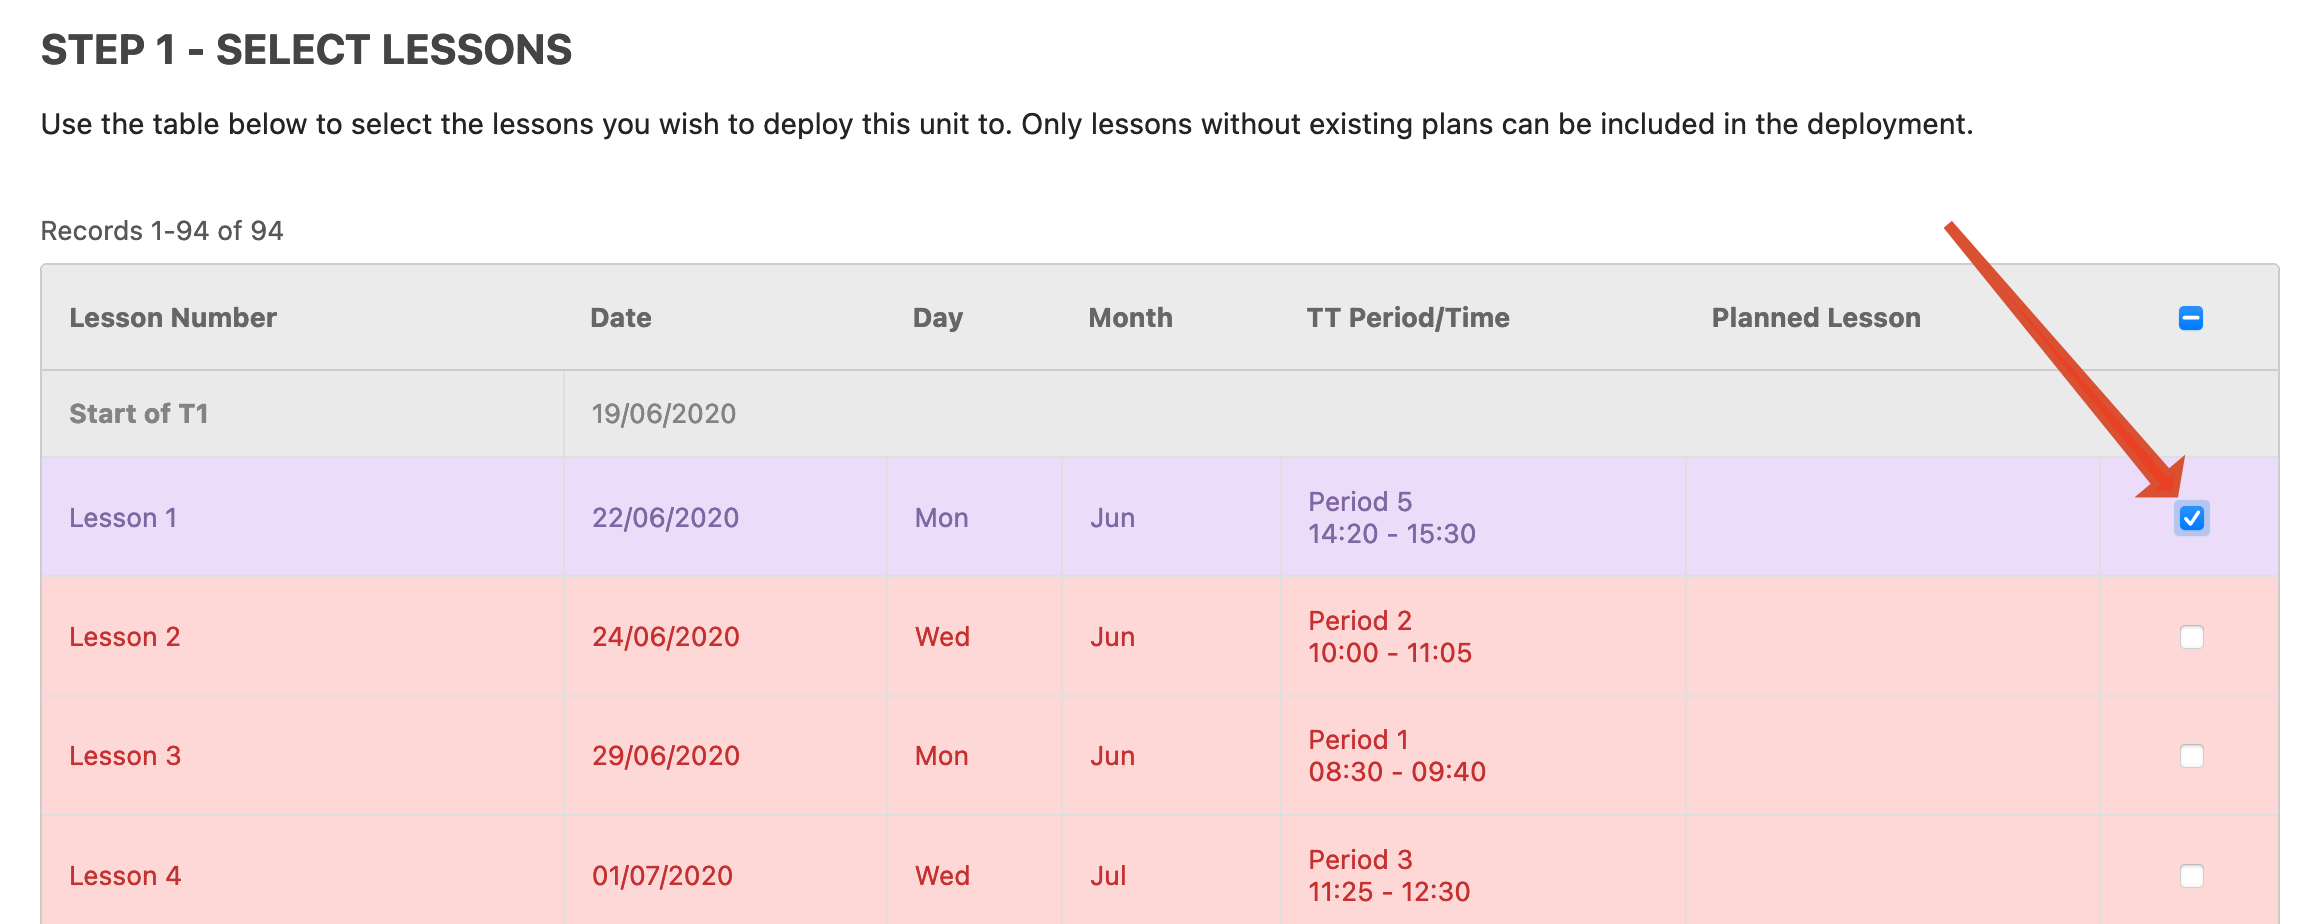 STEP 1 - SELECT LESSONS
Use the table below to select the lessons you wish to deploy this unit to. Only lessons without existing plans can be included in the deployment.
Records 1-94 of 94
Lesson Number Date Day Month TT Period/Time Planned Lesson
Start of T1 19/06/2020
Lesson 1 22/06/2020 Mon Jun Period 5
14:20 - 15:30
Lesson 2 24/06/2020 Wed Jun Period 2
10:00 - 11:05
Lesson 3 29/06/2020 Mon Jun Period 1
08:30 - 09:40
Lesson 4 01/07/2020 Wed Jul Period 3
11:25 - 12:30